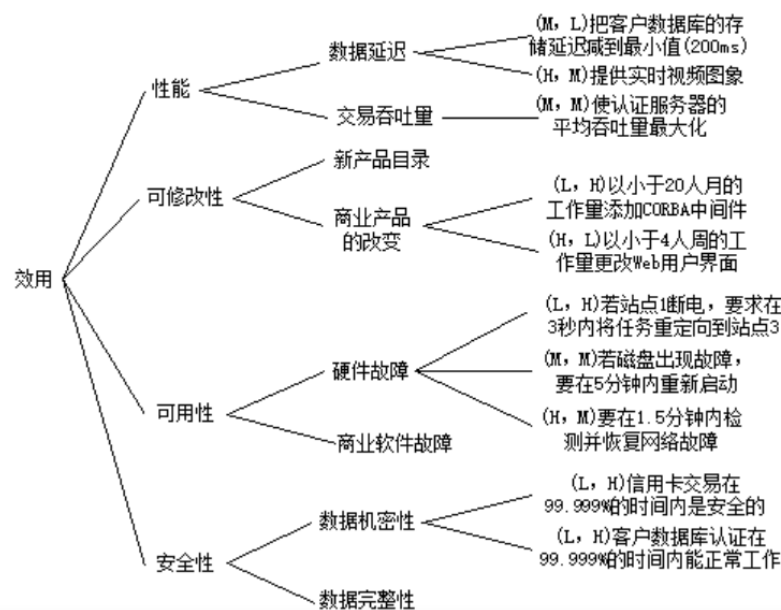 效用
性能
数据延迟
(M，L)把客户数据库的存
储延迟减到最小值(200ms)
(H，M)提供实时视频图象
交易吞吐量
(M，M)使认证服务器的
平均吞吐量最大化
可修改性
新产品目录
商业产品
的改变
(L，H)以小于20人月的
工作量添加CORBA中间件
(H，L)以小于4人周的工
作量更改Web用户界面
可用性
硬件故障
(L，H)若站点1断电，要求在
3秒内将任务重定向到站点3
(M，M)若磁盘出现故障，
要在5分钟内重新启动
(H，M)要在1.5分钟内检
测并恢复网络故障
商业软件故障
安全性
数据机密性
(L，H)信用卡交易在
99.999%的时间内是安全的
(L，H)客户数据库认证在
99.999%的时间内能正常工作
数据完整性